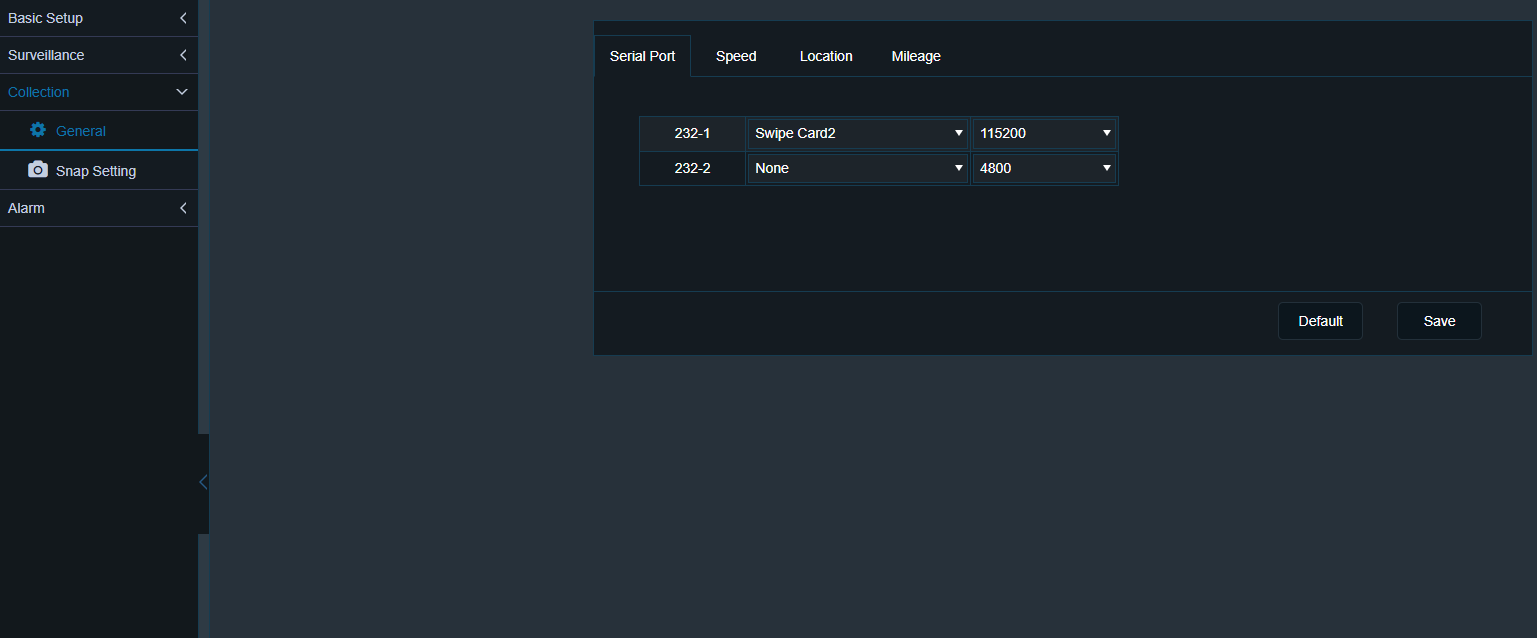 Basic Setup
Surveillance
Collection
General
Snap Setting
Alarm
Serial Port Speed Location Mileage
232-1 Swipe Card2 115200
232-2 None 4800
Default Save